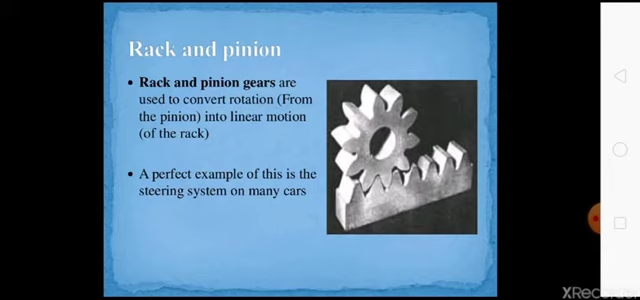 Rack and pinion
• Rack and pinion gears are
used to convert rotation (From
the pinion) into linear motion
(of the rack)
• A perfect example of this is the
steering system on many cars